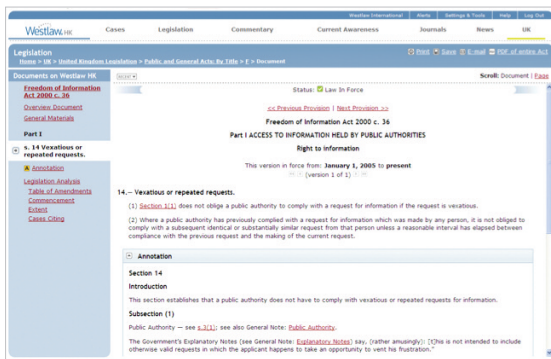 Westlaw International | Alerts | Settings & Tools | Help | Log Out
Westlaw.HK
Cases Legislation Commentary Current Awareness Journals News UK
Legislation
Home > UK > United Kingdom Legislation > Public and General Acts: By Title > F > Document
Print Save E-mail PDF of entire Act
Documents on Westlaw HK
Scroll: Document | Page
Freedom of Information Act 2000 c. 36
Overview Document
General Materials
Part I
s. 14 Vexatious or repeated requests.
A Annotation
Legislation Analysis
Table of Amendments
Commencement
Extent
Cases Citing
Status: Law In Force
<< Previous Provision | Next Provision >>
Freedom of Information Act 2000 c. 36
Part I ACCESS TO INFORMATION HELD BY PUBLIC AUTHORITIES
Right to information
This version in force from: January 1, 2005 to present
(version 1 of 1)
14.— Vexatious or repeated requests.
(1) Section 1(1) does not oblige a public authority to comply with a request for information if the request is vexatious.
(2) Where a public authority has previously complied with a request for information which was made by any person, it is not obliged to
comply with a subsequent identical or substantially similar request from that person unless a reasonable interval has elapsed between
compliance with the previous request and the making of the current request.
Annotation
Section 14
Introduction
This section establishes that a public authority does not have to comply with vexatious or repeated requests for information.
Subsection (1)
Public Authority — see s.3(1); see also General Note: Public Authority.
The Government's Explanatory Notes (see General Note: Explanatory Notes) say, (rather amusingly): [t]his is not intended to include
otherwise valid requests in which the applicant happens to take an opportunity to vent his frustration."